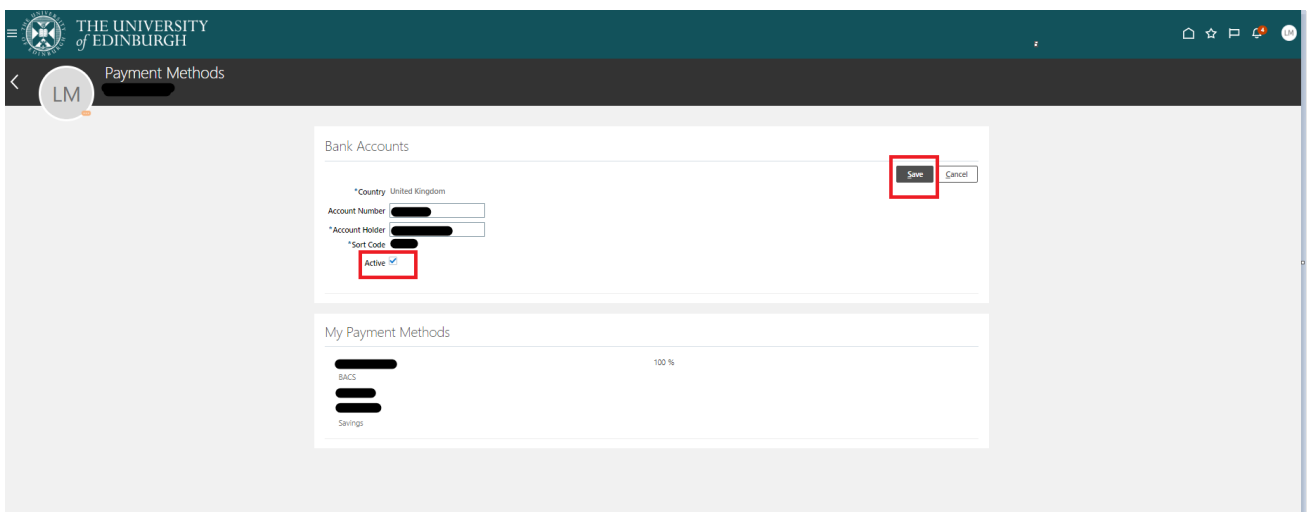 THE UNIVERSITY
of EDINBURGH
4
LM
Payment Methods
LM
Bank Accounts
Save Cancel
*Country United Kingdom
Account Number
*Account Holder
*Sort Code
Active
My Payment Methods
100 %
BACS
Savings